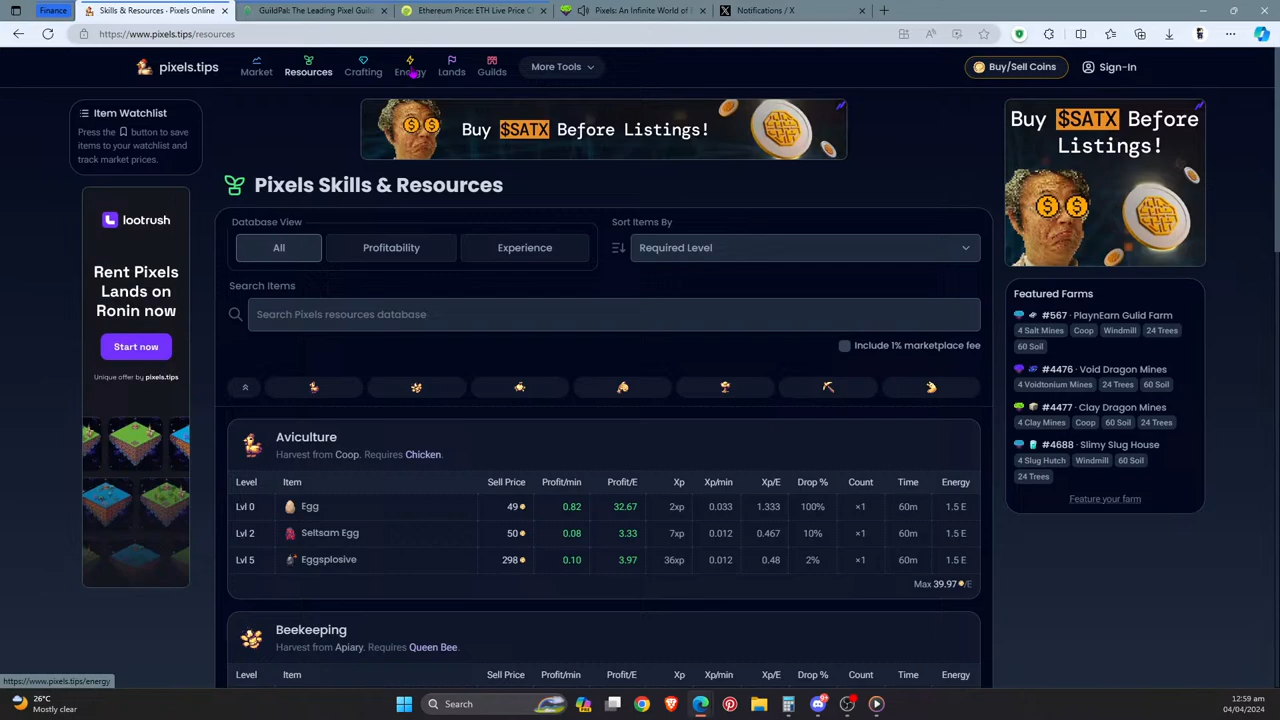 Finance
Skills & Resources - Pixels Online
GuildPal: The Leading Pixel Guild
Ethereum Price: ETH Live Price C
Pixels: An Infinite World of
Notifications / X
https://www.pixels.tips/resources
pixels.tips
Market
Resources
Crafting
Energy
Lands
Guilds
More Tools
Buy/Sell Coins
Sign-In
Item Watchlist
Press the button to save
items to your watchlist and
track market prices.
Buy $SATX Before Listings!
Buy $SATX Before
Listings!
lootrush
Rent Pixels
Lands on
Ronin now
Start now
Unique offer by pixels.tips
Pixels Skills & Resources
Database View
All
Profitability
Experience
Sort Items By
Required Level
Search Items
Search Pixels resources database
Include 1% marketplace fee
Aviculture
Harvest from Coop. Requires Chicken.
Level Item Sell Price Profit/min Profit/E Xp Xp/min Xp/E Drop % Count Time Energy
Lvl 0 Egg 49 0.82 32.67 2xp 0.033 1.333 100% ×1 60m 1.5 E
Lvl 2 Seltsam Egg 50 0.08 3.33 7xp 0.012 0.467 10% ×1 60m 1.5 E
Lvl 5 Eggsplosive 298 0.10 3.97 36xp 0.012 0.48 2% ×1 60m 1.5 E
Max 39.97 /E
Beekeeping
Harvest from Apiary. Requires Queen Bee.
Level Item Sell Price Profit/min Profit/E Xp Xp/min Xp/E Drop % Count Time Energy
Featured Farms
#567 · PlaynEarn Gulid Farm
4 Salt Mines Coop Windmill 24 Trees
60 Soil
#4476 · Void Dragon Mines
4 Voidtonium Mines 24 Trees 60 Soil
#4477 · Clay Dragon Mines
4 Clay Mines Coop 60 Soil 24 Trees
#4688 · Slimy Slug House
4 Slug Hutch Windmill 60 Soil
24 Trees
Feature your farm
https://www.pixels.tips/energy
26°C
Mostly clear
Search
12:59 am
04/04/2024